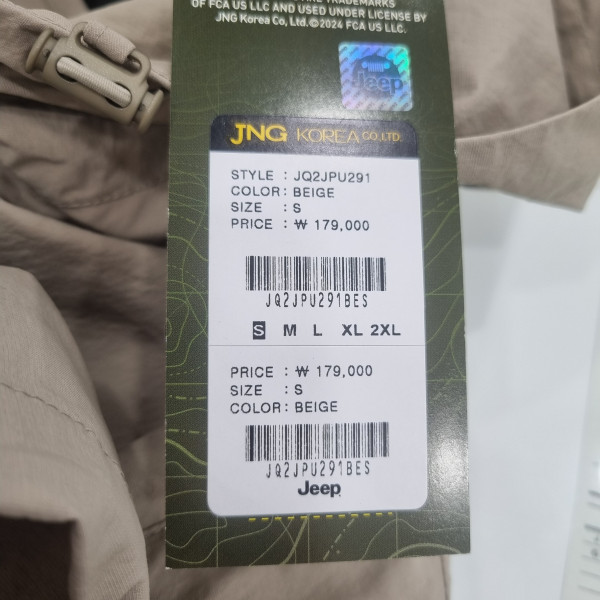 TRADEMARKS
OF FCA US LLC AND USED UNDER LICENSE BY
JNG Korea Co, Ltd.©2024 FCA US LLC.
Jeep
JNG KOREA CO.LTD.
STYLE : JQ2JPU291
COLOR : BEIGE
SIZE : S
PRICE : ₩ 179,000
JQ2JPU291BES
S M L XL 2XL
PRICE : ₩ 179,000
SIZE : S
COLOR : BEIGE
JQ2JPU291BES
Jeep